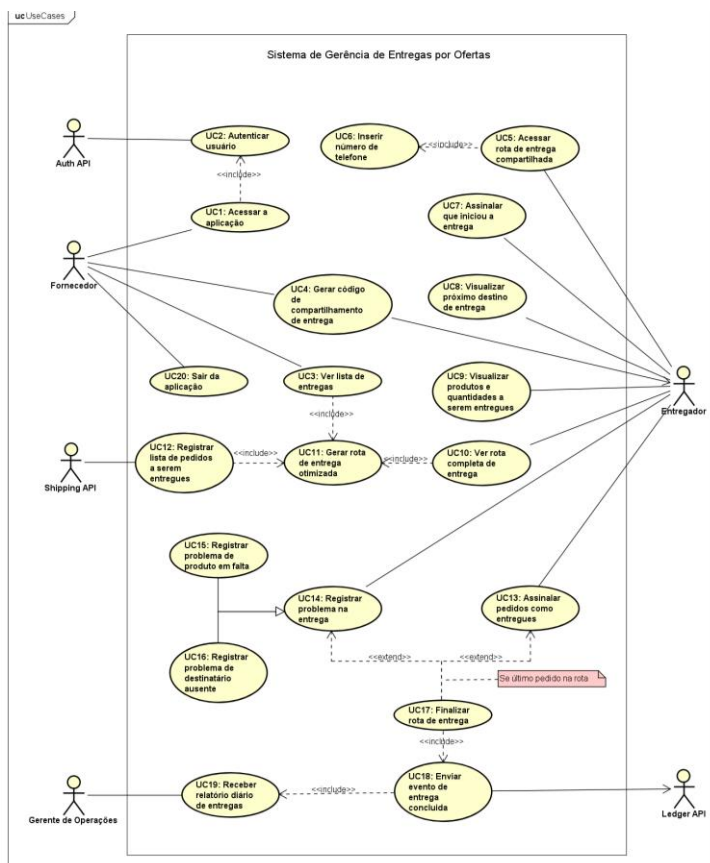 uc UseCases
Sistema de Gerência de Entregas por Ofertas
Auth API
UC2: Autenticar
usuário
UC6: Inserir
número de
telefone
<<include>>
UC5: Acessar
rota de entrega
compartilhada
<<include>>
UC1: Acessar a
aplicação
UC7: Assinalar
que iniciou a
entrega
Fornecedor
UC4: Gerar código
de
compartilhamento
de entrega
UC8: Visualizar
próximo destino
de entrega
UC20: Sair da
aplicação
UC3: Ver lista de
entregas
UC9: Visualizar
produtos e
quantidades a
serem entregues
Entregador
<<include>>
UC12: Registrar
lista de pedidos
a serem
entregues
<<include>>
UC11: Gerar rota
de entrega
otimizada
<<include>>
UC10: Ver rota
completa de
entrega
Shipping API
UC15: Registrar
problema de
produto em falta
UC14: Registrar
problema na
entrega
UC13: Assinalar
pedidos como
entregues
UC16: Registrar
problema de
destinatário
ausente
<<extend>>
<<extend>>
Se último pedido na rota
UC17: Finalizar
rota de entrega
<<include>>
UC19: Receber
relatório diário
de entregas
<<include>>
UC18: Enviar
evento de
entrega
concluída
Gerente de Operações
Ledger API